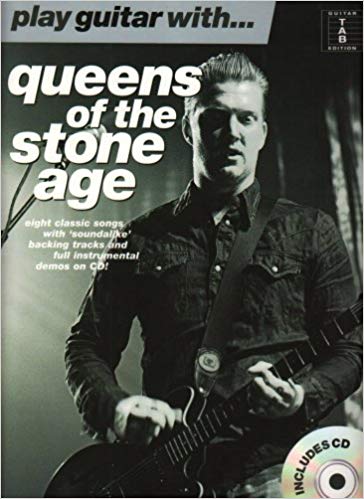 play guitar with...
GUITAR
TAB
EDITION
queens
of the
stone
age
eight classic songs
with 'soundalike'
backing tracks and
full instrumental
demos on CD!
INCLUDES CD